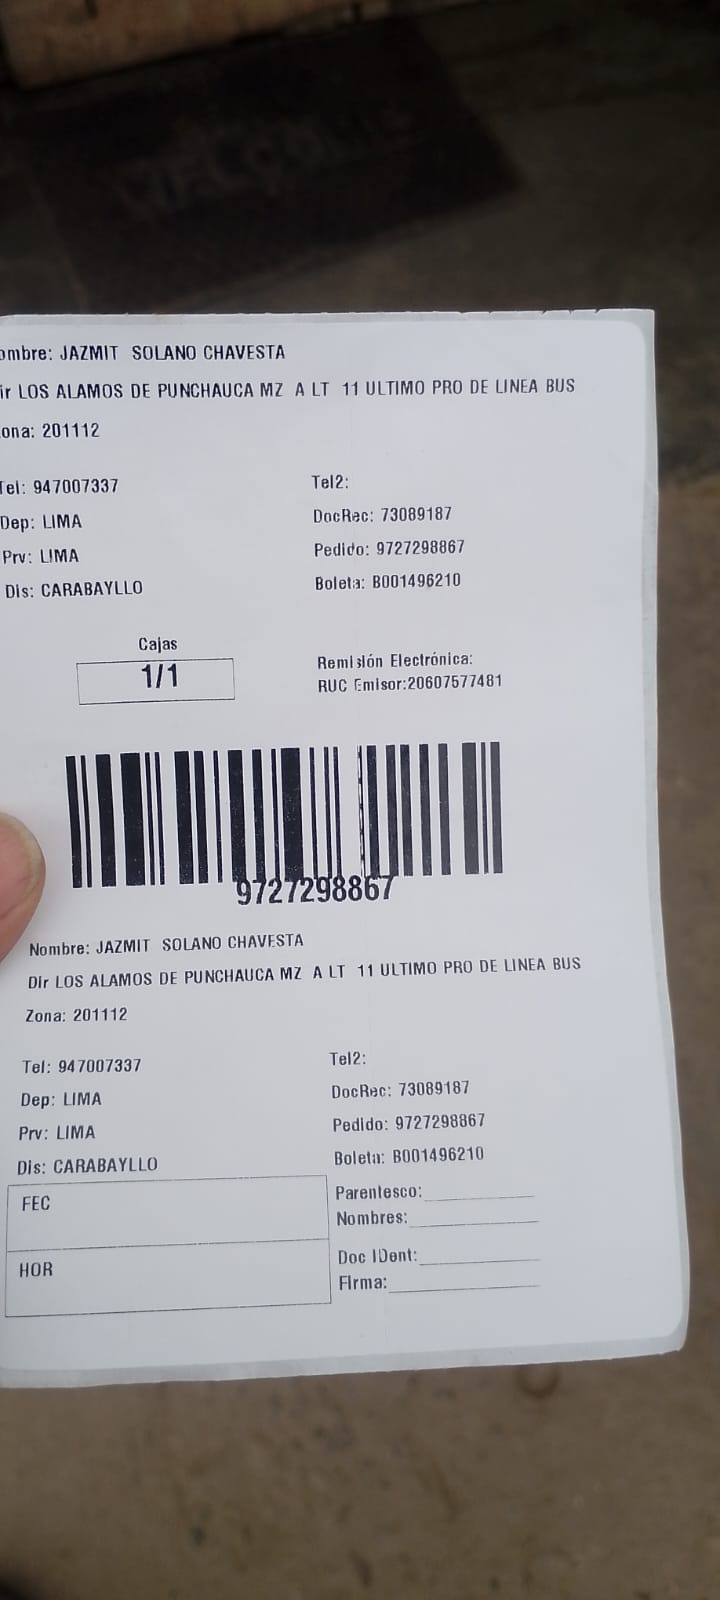 ombre: JAZMIT SOLANO CHAVESTA
ir LOS ALAMOS DE PUNCHAUCA MZ A LT 11 ULTIMO PRO DE LINEA BUS
ona: 201112
Tel: 947007337 Tel2:
Dep: LIMA DocRec: 73089187
Prv: LIMA Pedido: 9727298867
Dis: CARABAYLLO Boleta: B001496210
Cajas
1/1
Remisión Electrónica:
RUC Emisor:20607577481
9727298867
Nombre: JAZMIT SOLANO CHAVESTA
Dir LOS ALAMOS DE PUNCHAUCA MZ A LT 11 ULTIMO PRO DE LINEA BUS
Zona: 201112
Tel: 947007337 Tel2:
Dep: LIMA DocRec: 73089187
Prv: LIMA Pedido: 9727298867
Dis: CARABAYLLO Boleta: B001496210
FEC
Parentesco:
Nombres:
HOR
Doc IDent:
Firma: